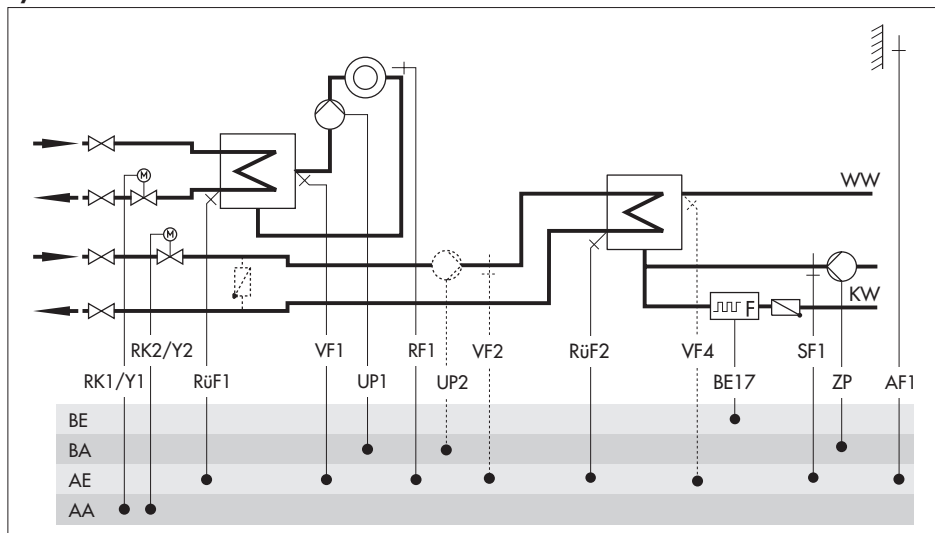 M
M
WW
F
KW
RK2/Y2 VF1 RF1 VF2 RüF2 VF4 SF1
RK1/Y1 RüF1 UP1 UP2 BE17 ZP AF1
BE
BA
AE
AA